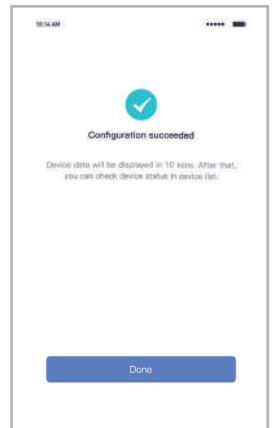 10:14 AM
Configuration succeeded
Device data will be displayed in 10 mins. After that,
you can check device status in device list.
Done